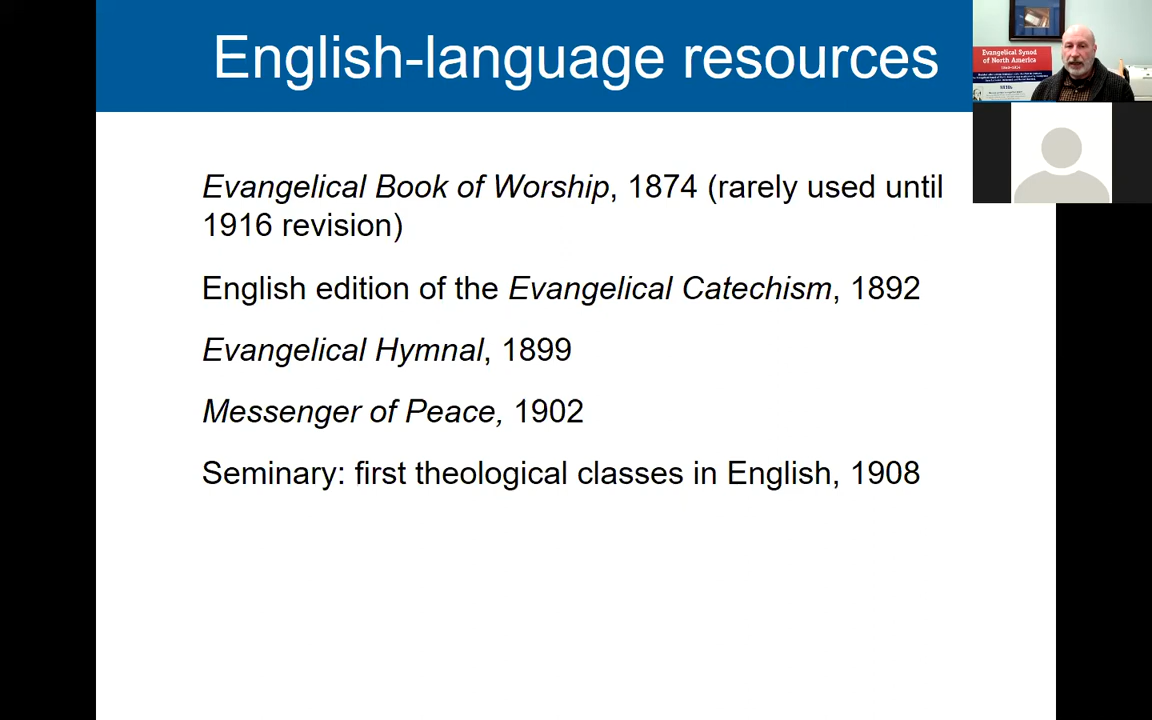 English-language resources
Evangelical Book of Worship, 1874 (rarely used until
1916 revision)
English edition of the Evangelical Catechism, 1892
Evangelical Hymnal, 1899
Messenger of Peace, 1902
Seminary: first theological classes in English, 1908
Evangelical Synod
of North America